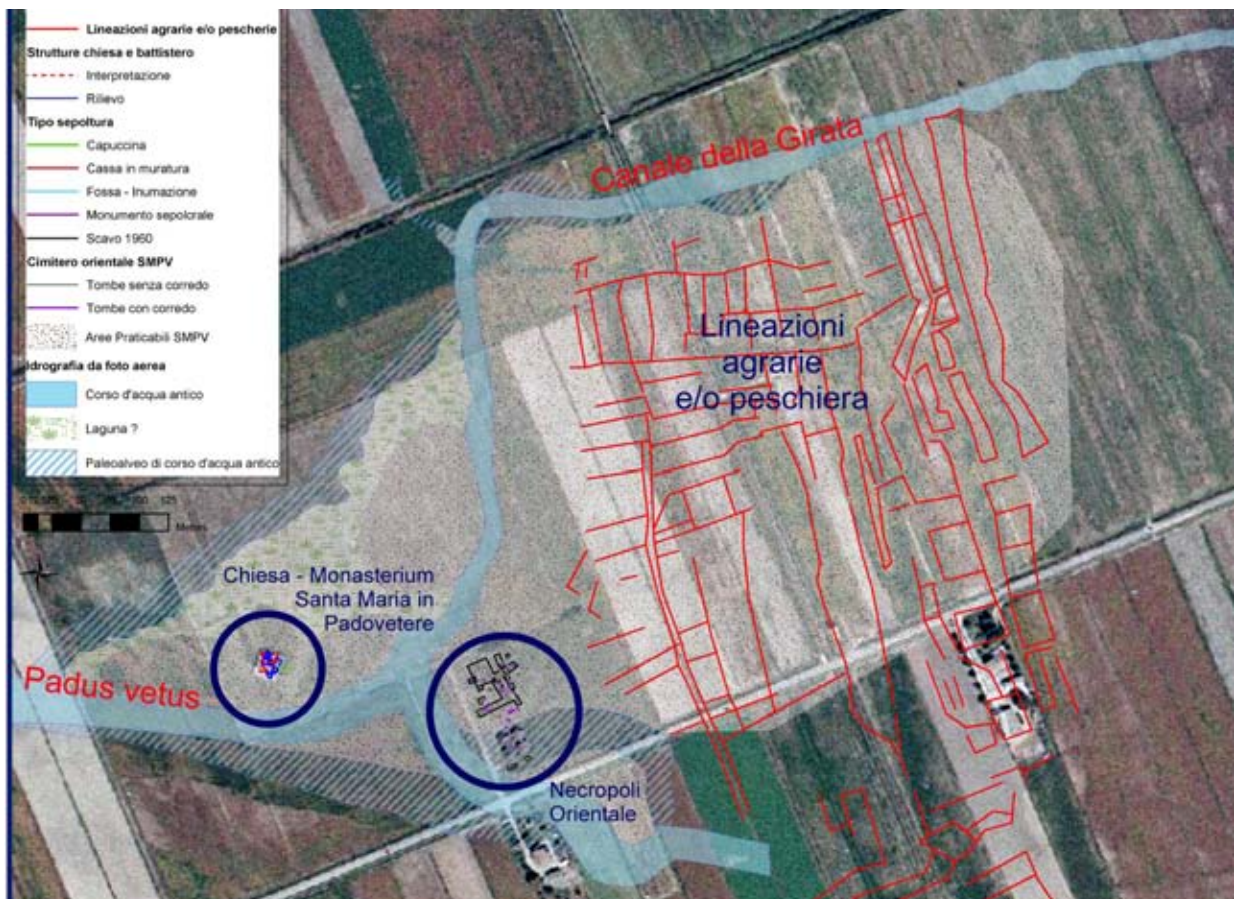 Lineazioni agrarie e/o pescherie
Strutture chiesa e battistero
Interpretazione
Rilievo
Tipo sepoltura
Capuccina
Cassa in muratura
Fossa - Inumazione
Monumento sepolcrale
Scavo 1960
Cimitero orientale SMPV
Tombe senza corredo
Tombe con corredo
Aree Praticabili SMPV
Idrografia da foto aerea
Corso d'acqua antico
Laguna ?
Paleoalveo di corso d'acqua antico
Canale della Girata
Lineazioni
agrarie
e/o peschiera
Chiesa - Monasterium
Santa Maria in
Padovetere
Padus vetus
Necropoli
Orientale